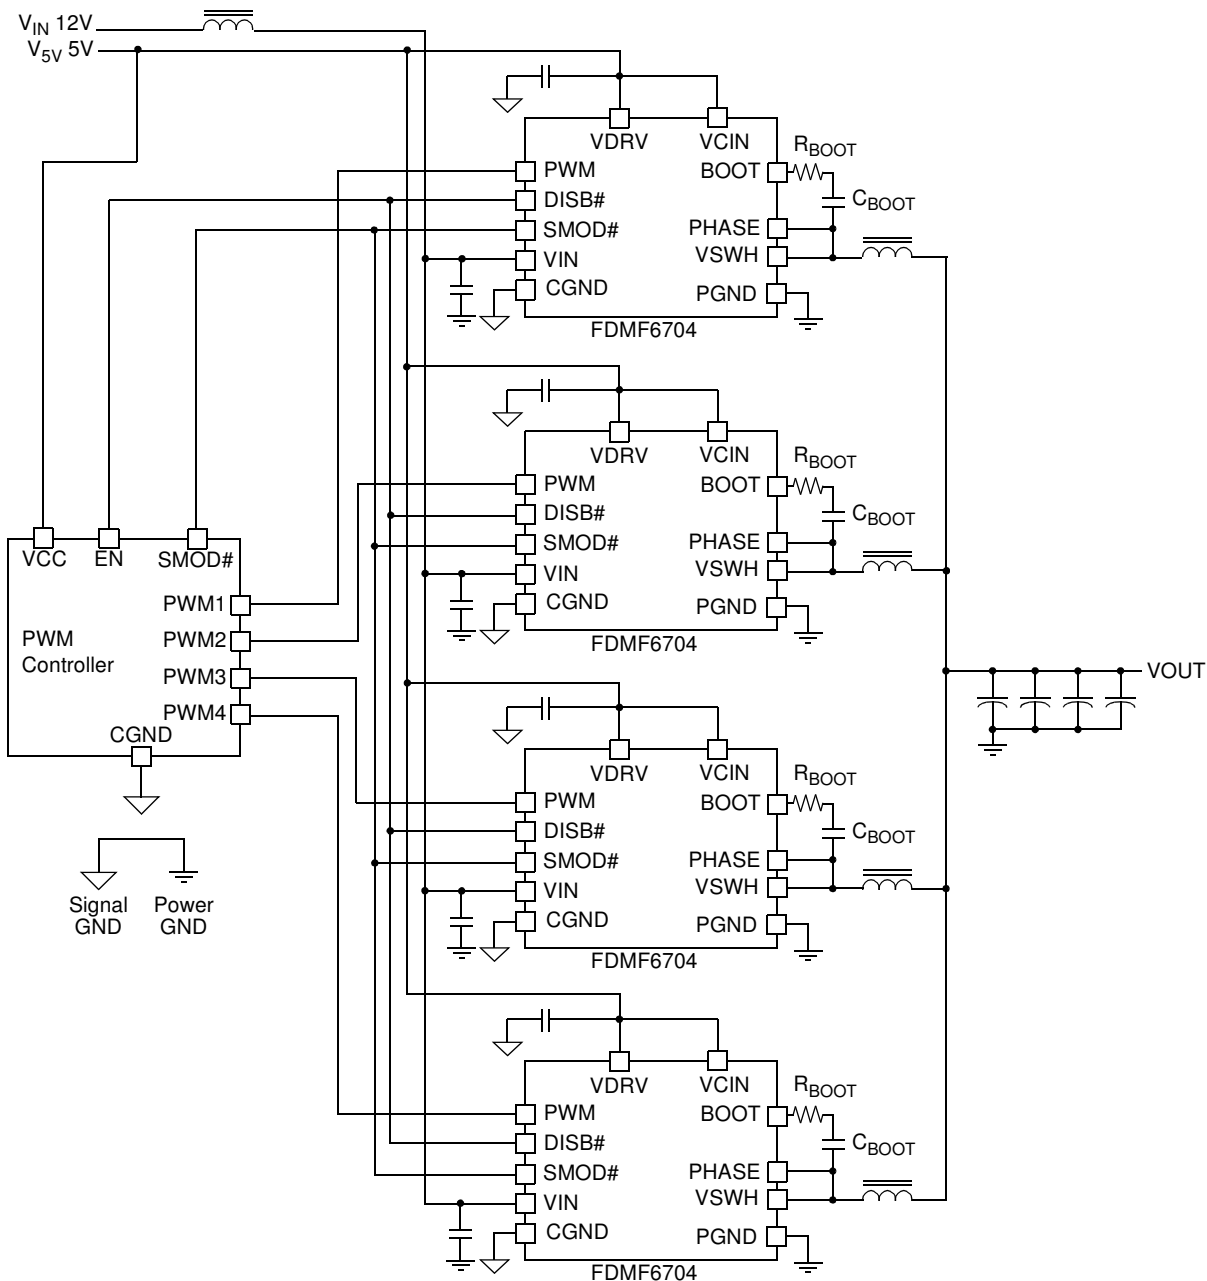 VIN 12V
V5V 5V
VDRV
VCIN
PWM
DISB#
SMOD#
VIN
CGND
BOOT
PHASE
VSWH
PGND
RBOOT
CBOOT
FDMF6704
VDRV
VCIN
PWM
DISB#
SMOD#
VIN
CGND
BOOT
PHASE
VSWH
PGND
RBOOT
CBOOT
FDMF6704
VCC
EN
SMOD#
PWM1
PWM2
PWM3
PWM4
PWM
Controller
CGND
Signal
GND
Power
GND
VDRV
VCIN
PWM
DISB#
SMOD#
VIN
CGND
BOOT
PHASE
VSWH
PGND
RBOOT
CBOOT
FDMF6704
VOUT
VDRV
VCIN
PWM
DISB#
SMOD#
VIN
CGND
BOOT
PHASE
VSWH
PGND
RBOOT
CBOOT
FDMF6704